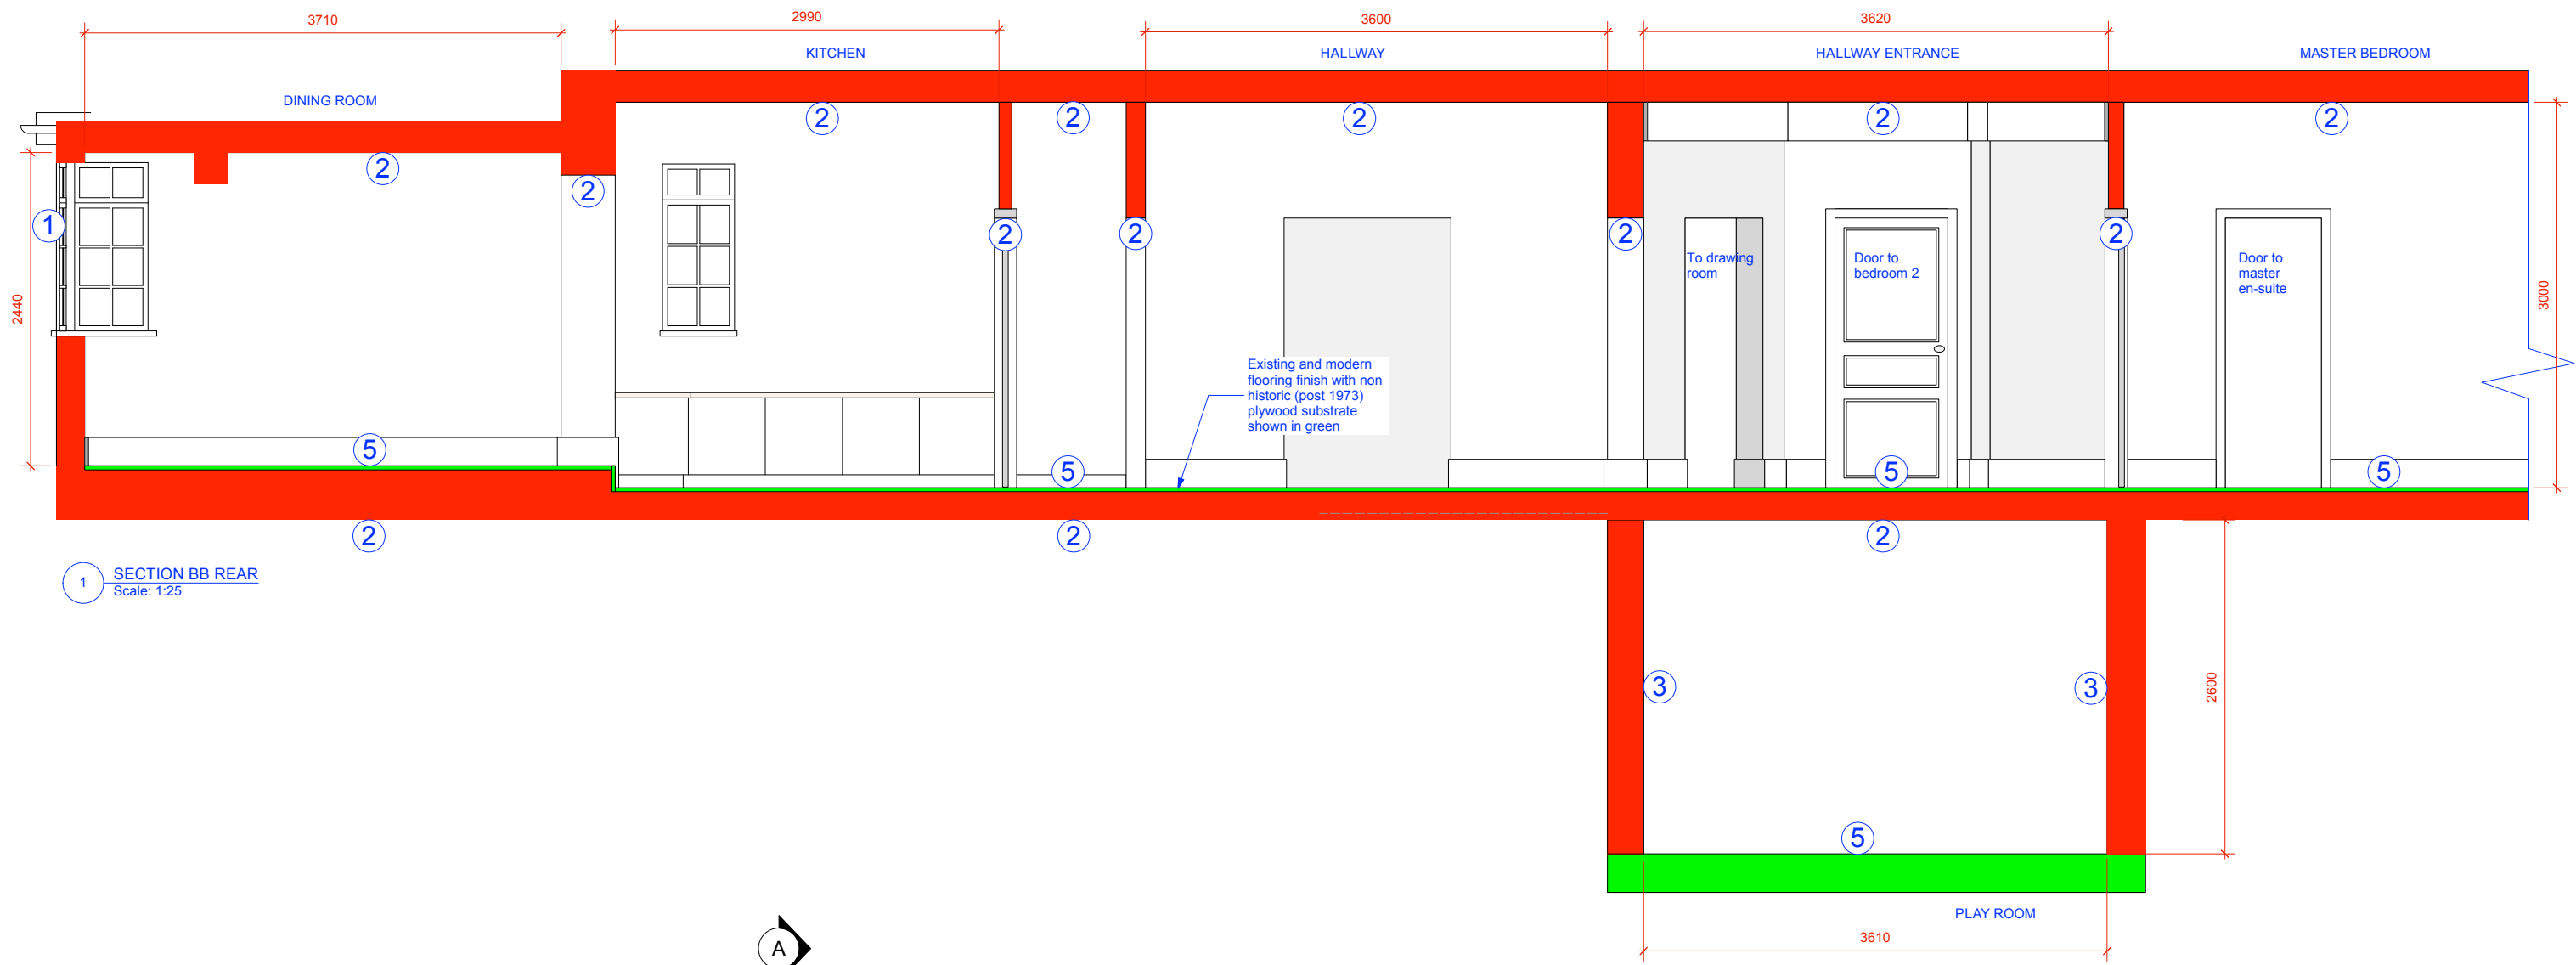 3710
2990
3600
3620
KITCHEN
HALLWAY
HALLWAY ENTRANCE
MASTER BEDROOM
DINING ROOM
2
2
2
2
2
2
2
1
2
2
2
2
To drawing
room
Door to
bedroom 2
Door to
master
en-suite
2440
3000
Existing and modern
flooring finish with non
historic (post 1973)
plywood substrate
shown in green
5
5
5
5
2
2
2
1
SECTION BB REAR
Scale: 1:25
3
3
2600
5
PLAY ROOM
3610
A